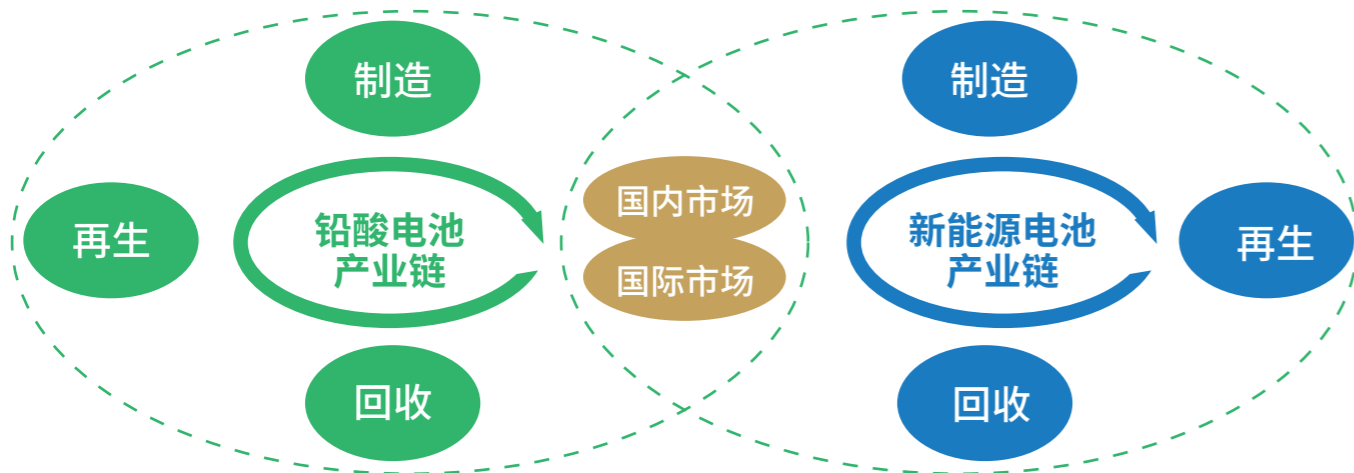 制造
制造
再生
铅酸电池
产业链
国内市场
国际市场
新能源电池
产业链
再生
回收
回收